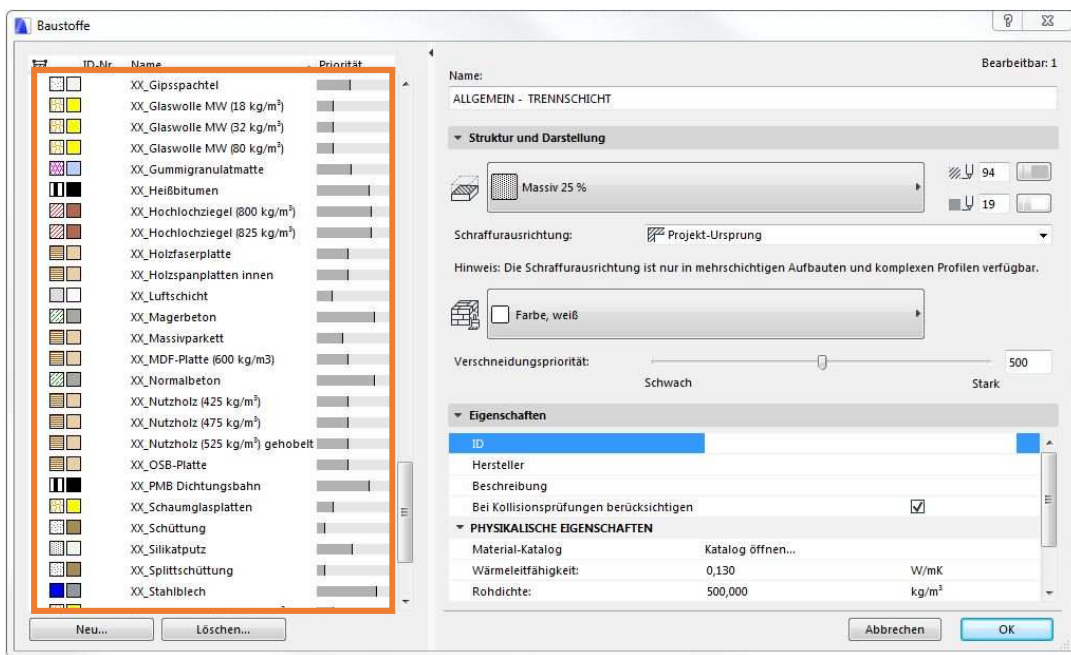 Baustoffe
ID-Nr. Name Priorität
XX_Gipsspachtel
XX_Glaswolle MW (18 kg/m³)
XX_Glaswolle MW (32 kg/m³)
XX_Glaswolle MW (80 kg/m³)
XX_Gummigranulatmatte
XX_Heißbitumen
XX_Hochlochziegel (800 kg/m³)
XX_Hochlochziegel (825 kg/m³)
XX_Holzfaserplatte
XX_Holzspanplatten innen
XX_Luftschicht
XX_Magerbeton
XX_Massivparkett
XX_MDF-Platte (600 kg/m3)
XX_Normalbeton
XX_Nutzholz (425 kg/m³)
XX_Nutzholz (475 kg/m³)
XX_Nutzholz (525 kg/m³) gehobelt
XX_OSB-Platte
XX_PMB Dichtungsbahn
XX_Schaumglasplatten
XX_Schüttung
XX_Silikatputz
XX_Splittschüttung
XX_Stahlblech
Neu...
Löschen...
Bearbeitbar: 1
Name:
ALLGEMEIN - TRENNSCHICHT
Struktur und Darstellung
Massiv 25 %
94
19
Schraffurausrichtung: Projekt-Ursprung
Hinweis: Die Schraffurausrichtung ist nur in mehrschichtigen Aufbauten und komplexen Profilen verfügbar.
Farbe, weiß
Verschneidungspriorität: 500
Schwach Stark
Eigenschaften
ID
Hersteller
Beschreibung
Bei Kollisionsprüfungen berücksichtigen
PHYSIKALISCHE EIGENSCHAFTEN
Material-Katalog Katalog öffnen...
Wärmeleitfähigkeit: 0,130 W/mK
Rohdichte: 500,000 kg/m³
Abbrechen
OK